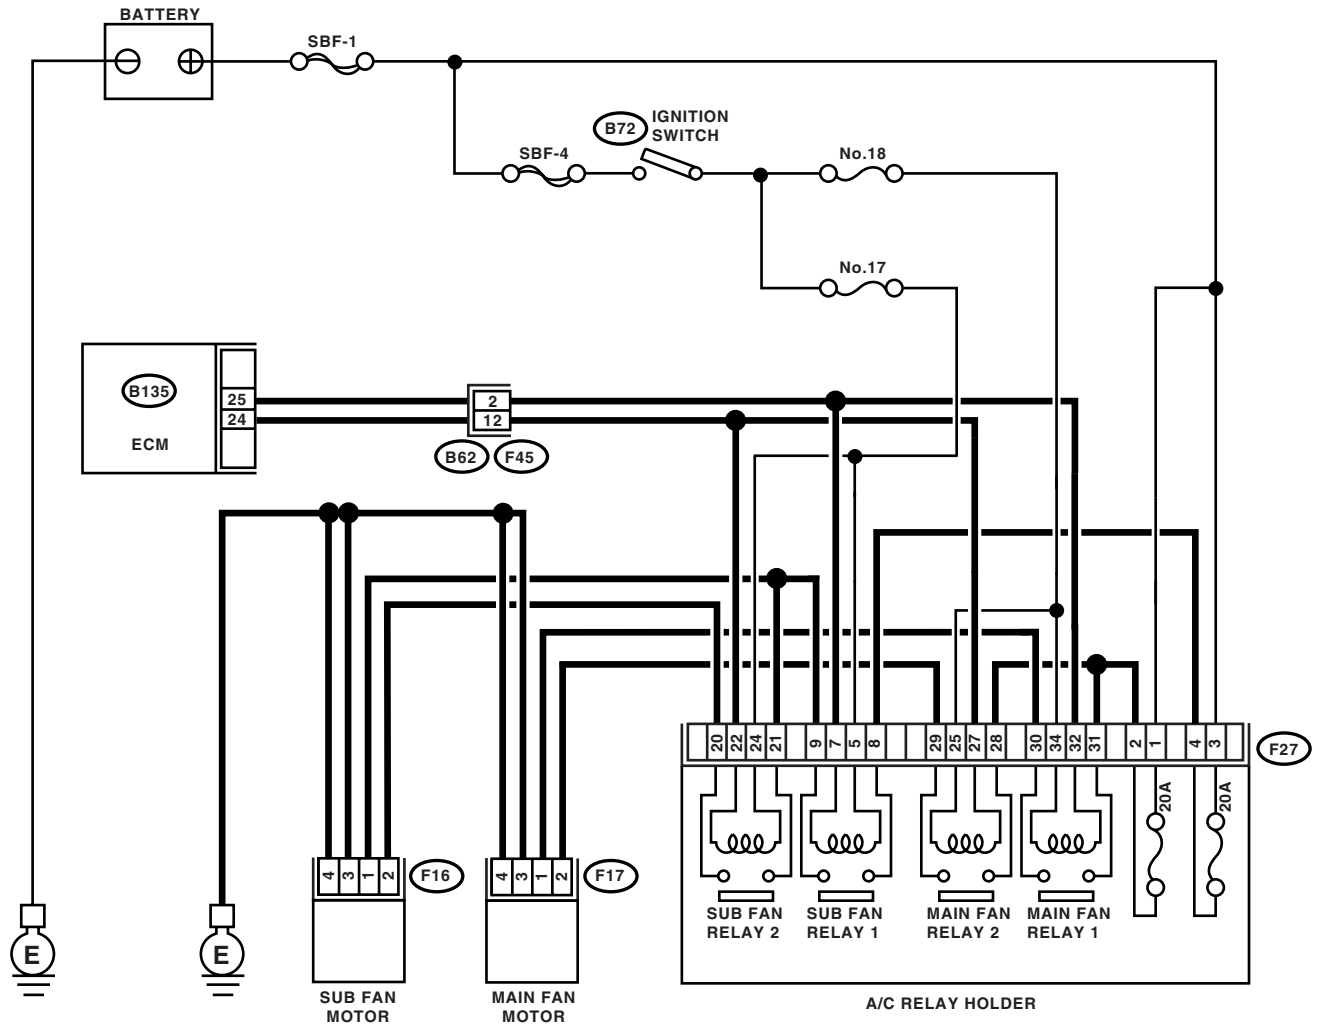 BATTERY
SBF-1
B72
IGNITION
SWITCH
SBF-4
No.18
No.17
B135
25
24
ECM
2
12
B62
F45
20
22
24
21
9
7
5
8
29
25
27
28
30
34
32
31
2
1
4
3
F27
20A
20A
4
3
1
2
F16
4
3
1
2
F17
SUB FAN
RELAY 2
SUB FAN
RELAY 1
MAIN FAN
RELAY 2
MAIN FAN
RELAY 1
E
E
SUB FAN
MOTOR
MAIN FAN
MOTOR
A/C RELAY HOLDER